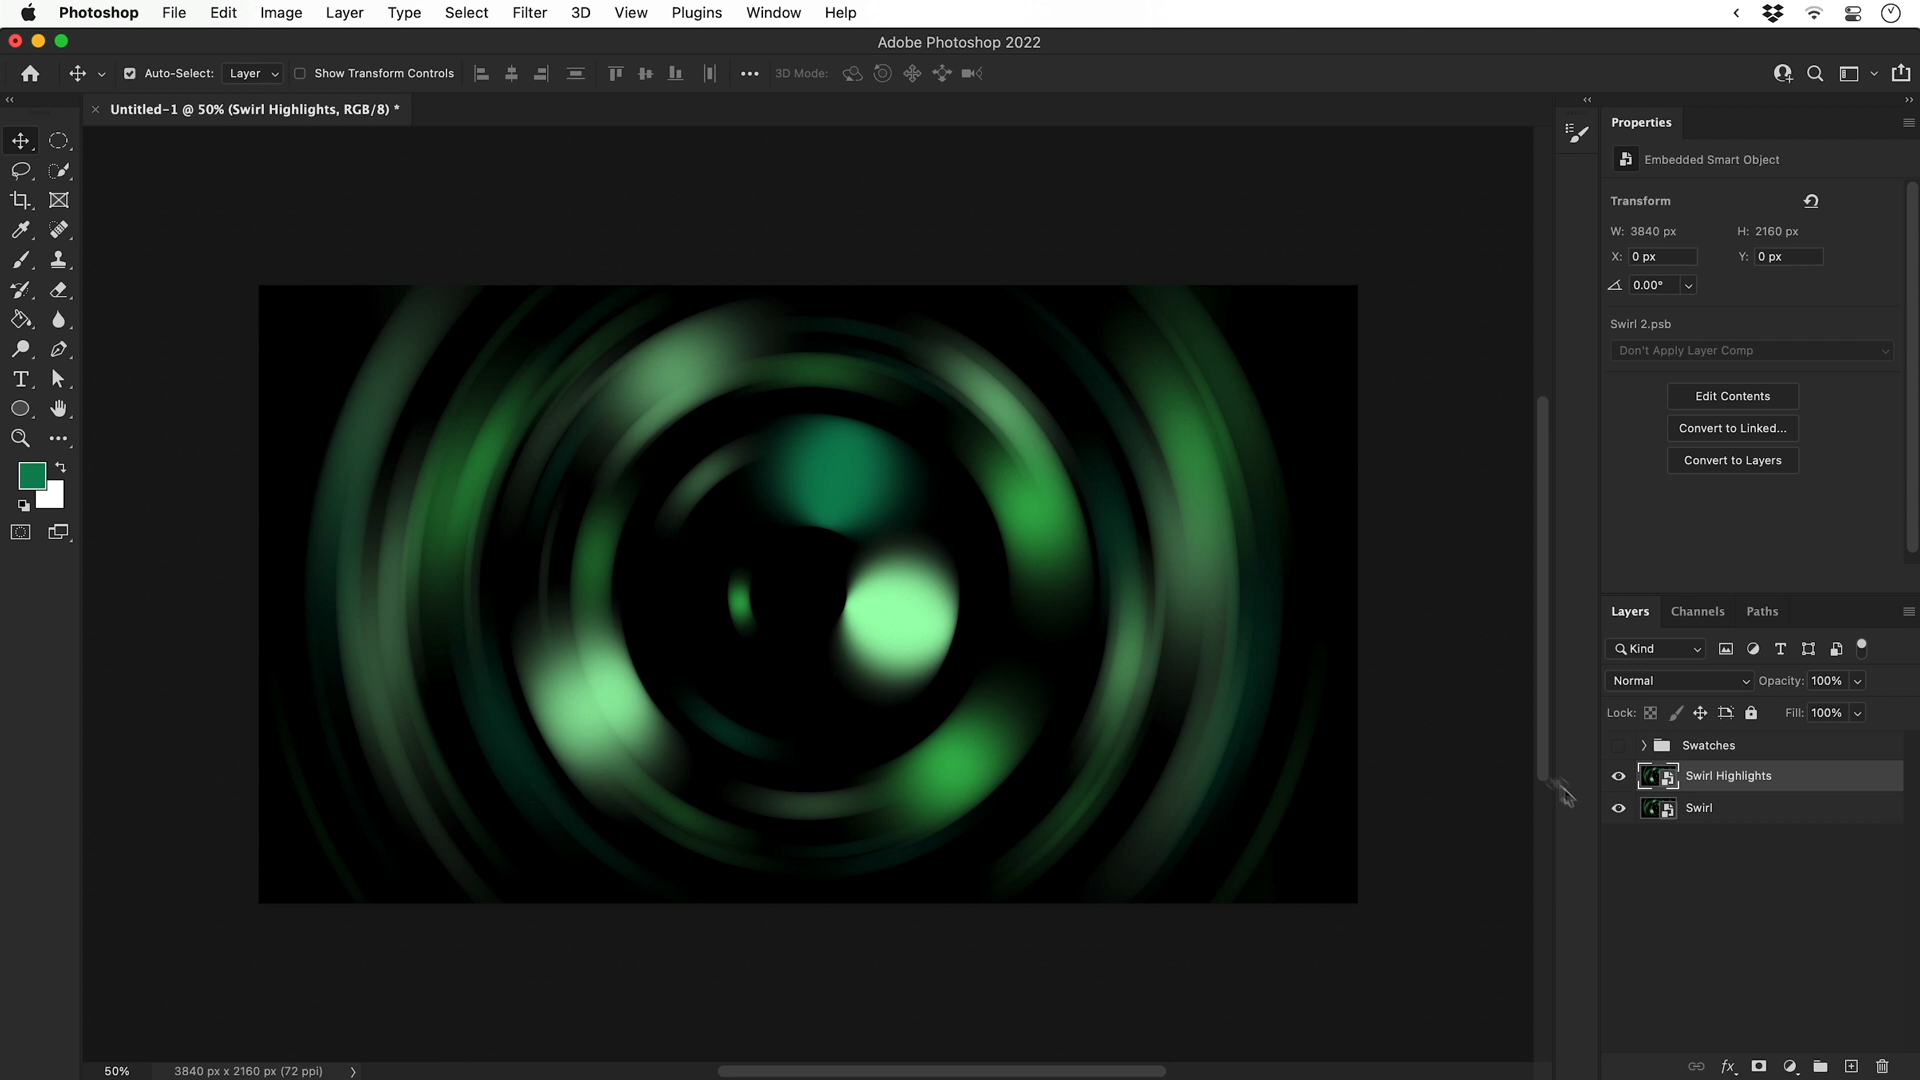 Photoshop File Edit Image Layer Type Select Filter 3D View Plugins Window Help
Adobe Photoshop 2022
Auto-Select: Layer Show Transform Controls 3D Mode:
Untitled-1 @ 50% (Swirl Highlights, RGB/8) *
Properties
Embedded Smart Object
Transform
W: 3840 px H: 2160 px
X: 0 px Y: 0 px
0.00°
Swirl 2.psb
Don't Apply Layer Comp
Edit Contents
Convert to Linked...
Convert to Layers
Layers Channels Paths
Kind
Normal Opacity: 100%
Lock: Fill: 100%
Swatches
Swirl Highlights
Swirl
50% 3840 px x 2160 px (72 ppi)